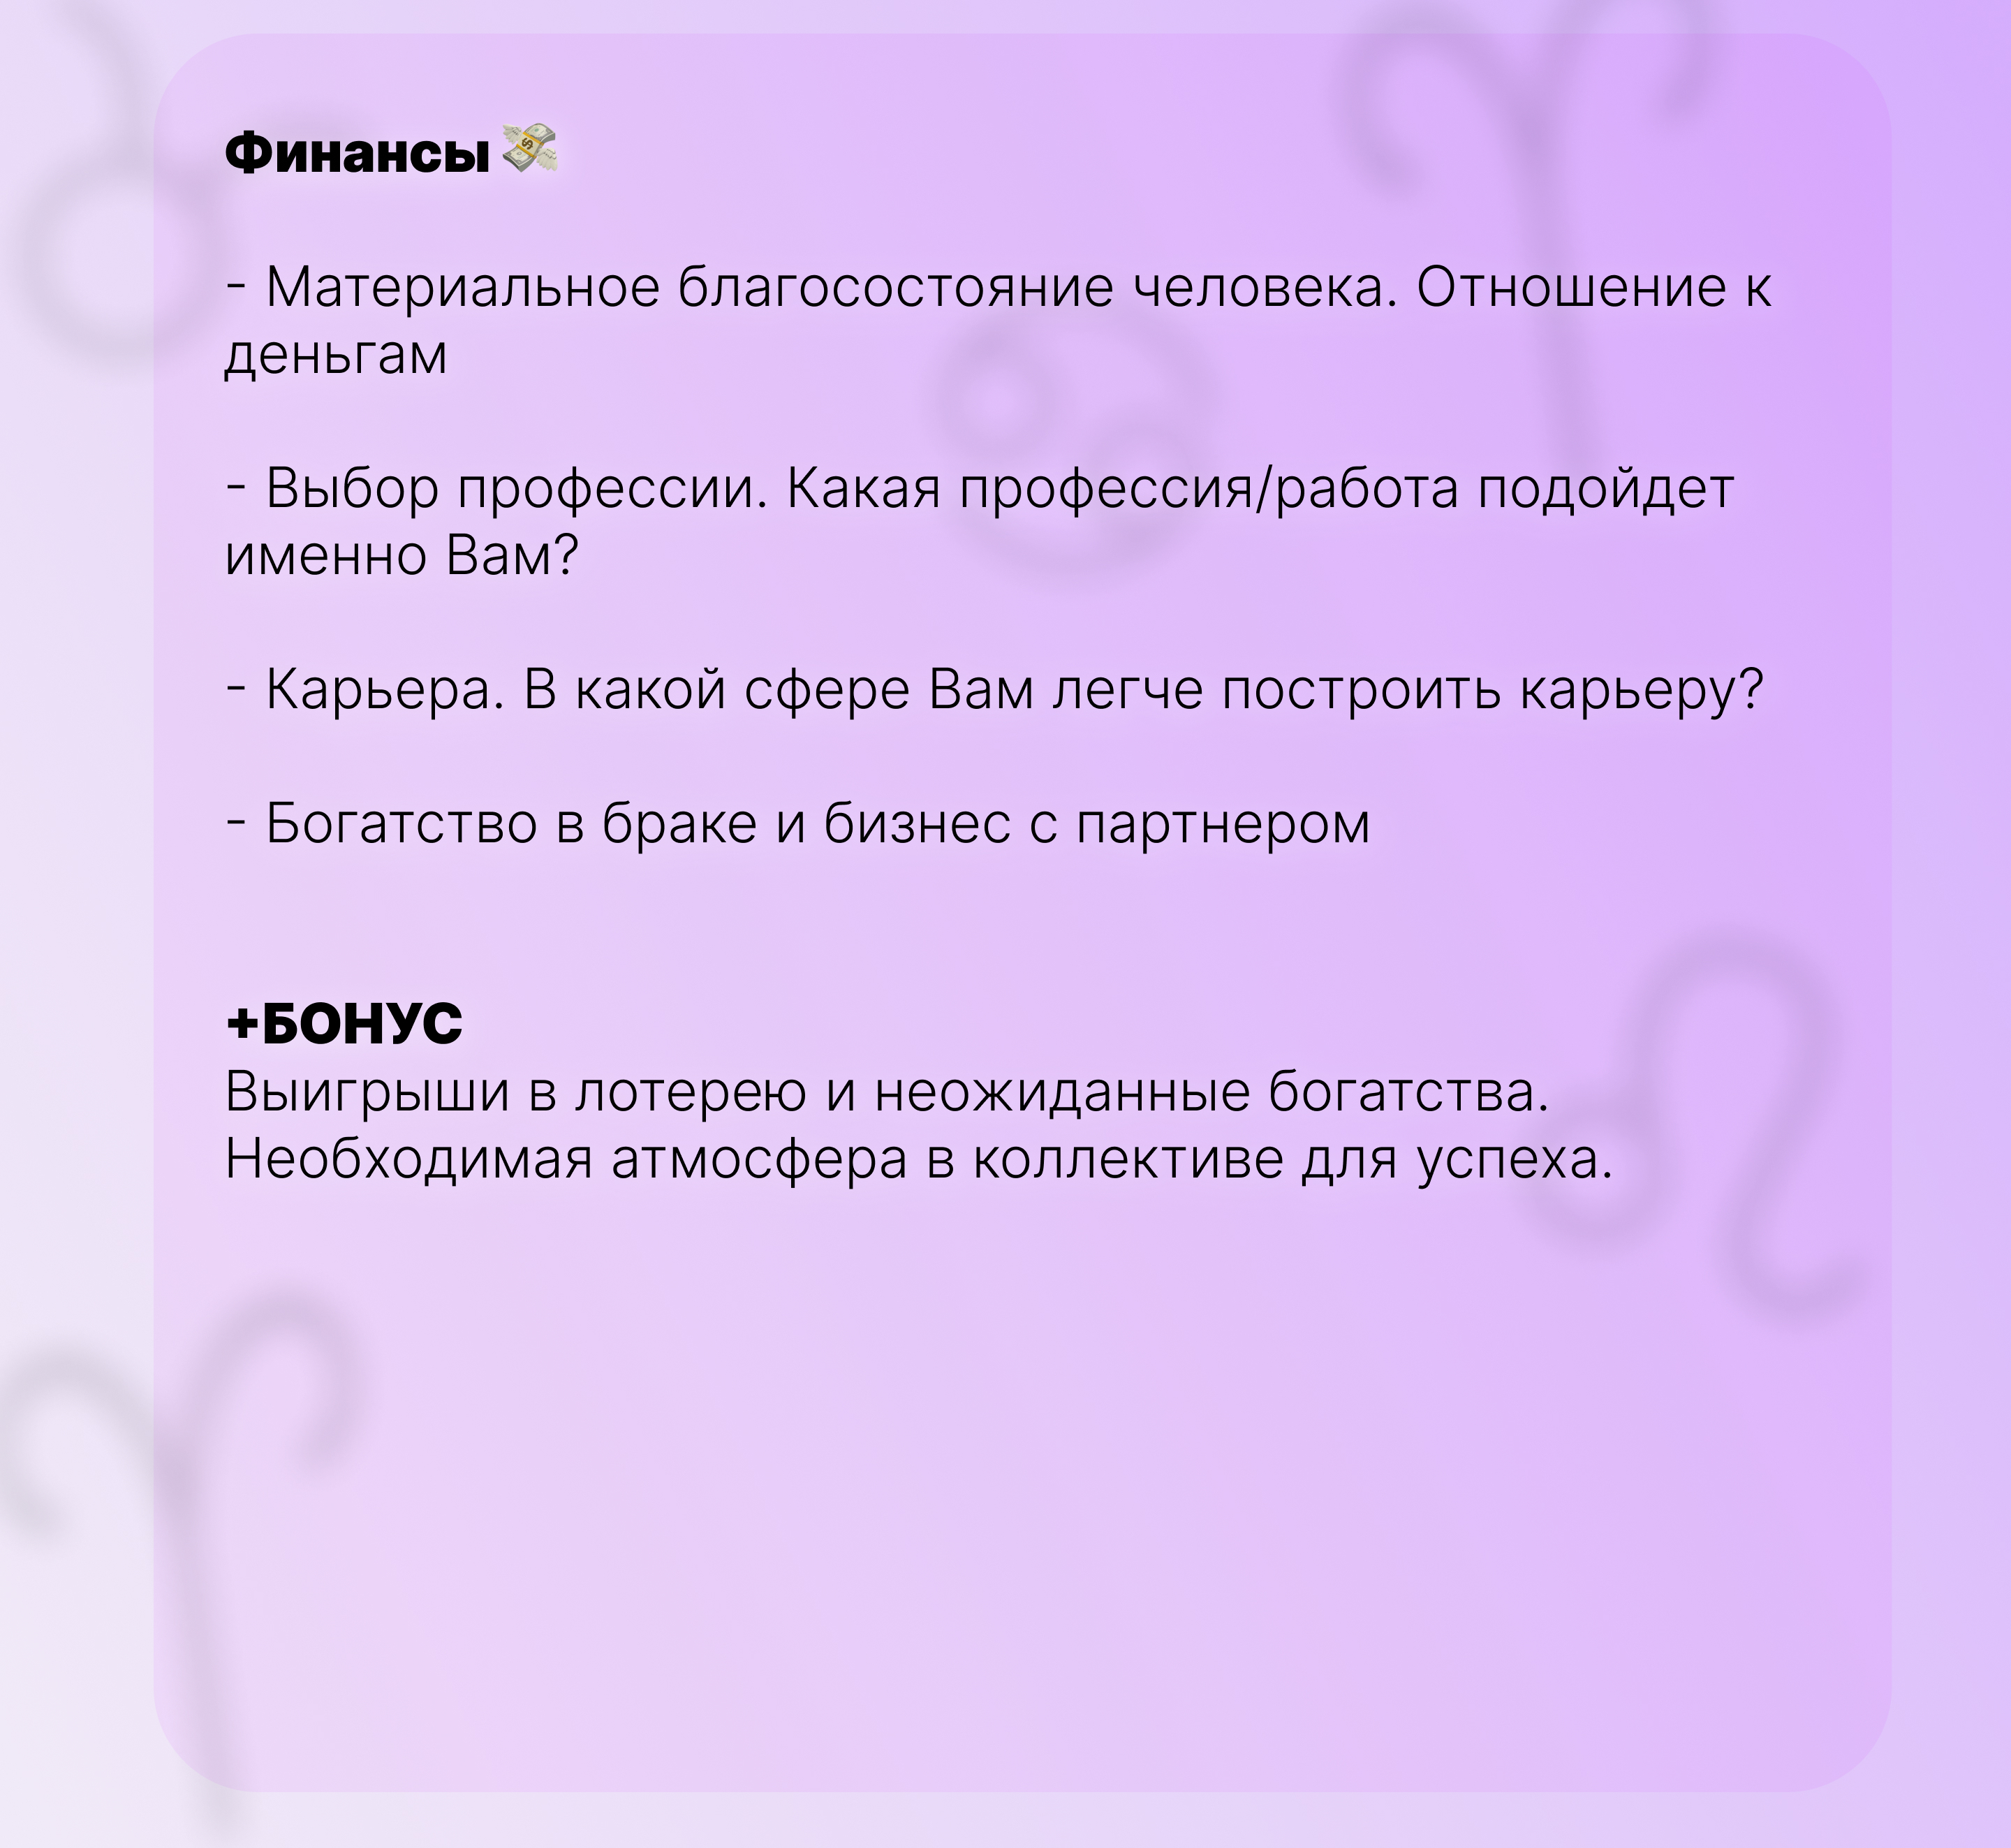 Финансы 💸
- Материальное благосостояние человека. Отношение к
деньгам
- Выбор профессии. Какая профессия/работа подойдет
именно Вам?
- Карьера. В какой сфере Вам легче построить карьеру?
- Богатство в браке и бизнес с партнером
+БОНУС
Выигрыши в лотерею и неожиданные богатства.
Необходимая атмосфера в коллективе для успеха.